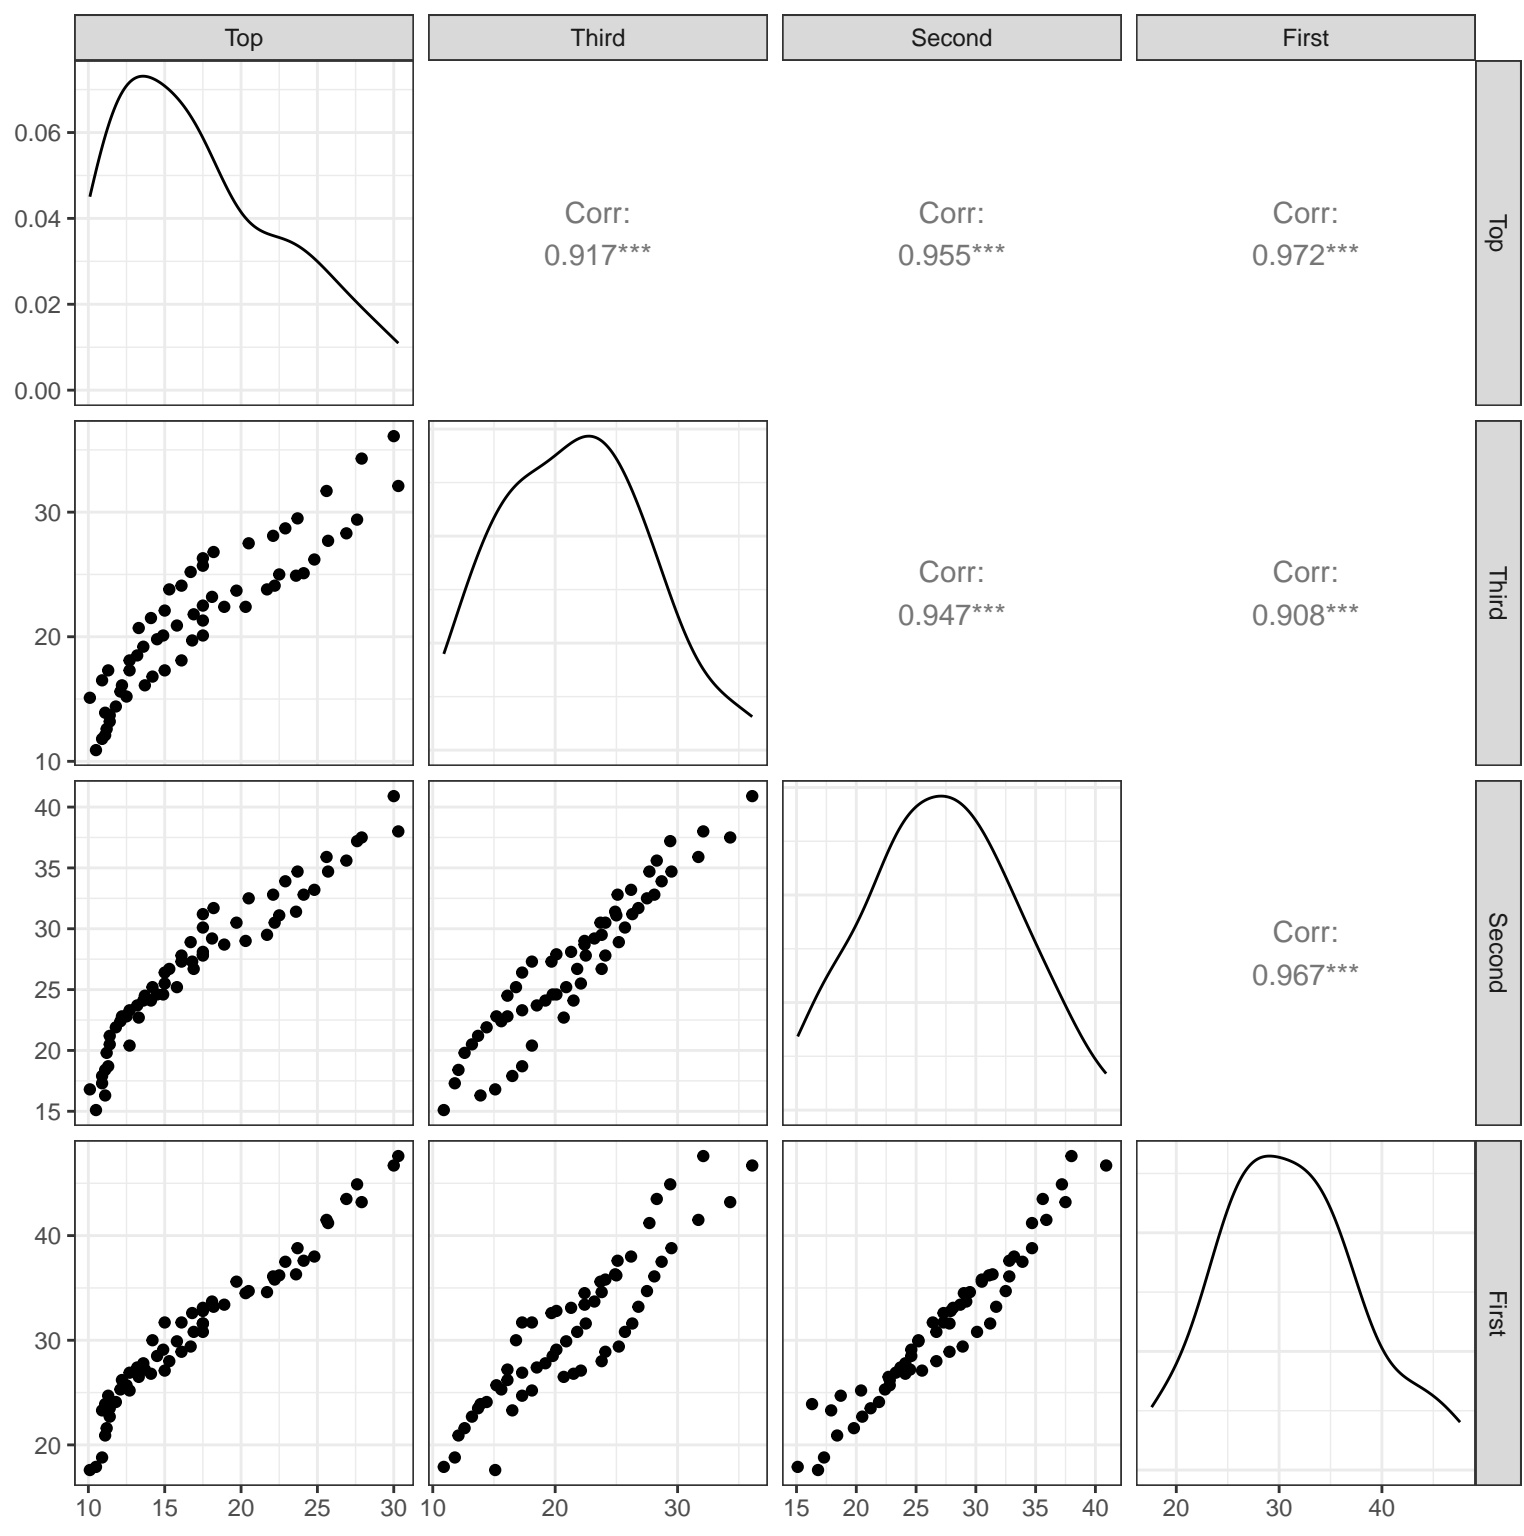 Top Third Second First
0.06
0.04
0.02
0.00
Corr:
0.917***
Corr:
0.955***
Corr:
0.972***
Top
30
20
10
Corr:
0.947***
Corr:
0.908***
Third
40
35
30
25
20
15
Corr:
0.967***
Second
40
30
20
First
10 15 20 25 30 10 20 30 15 20 25 30 35 40 20 30 40